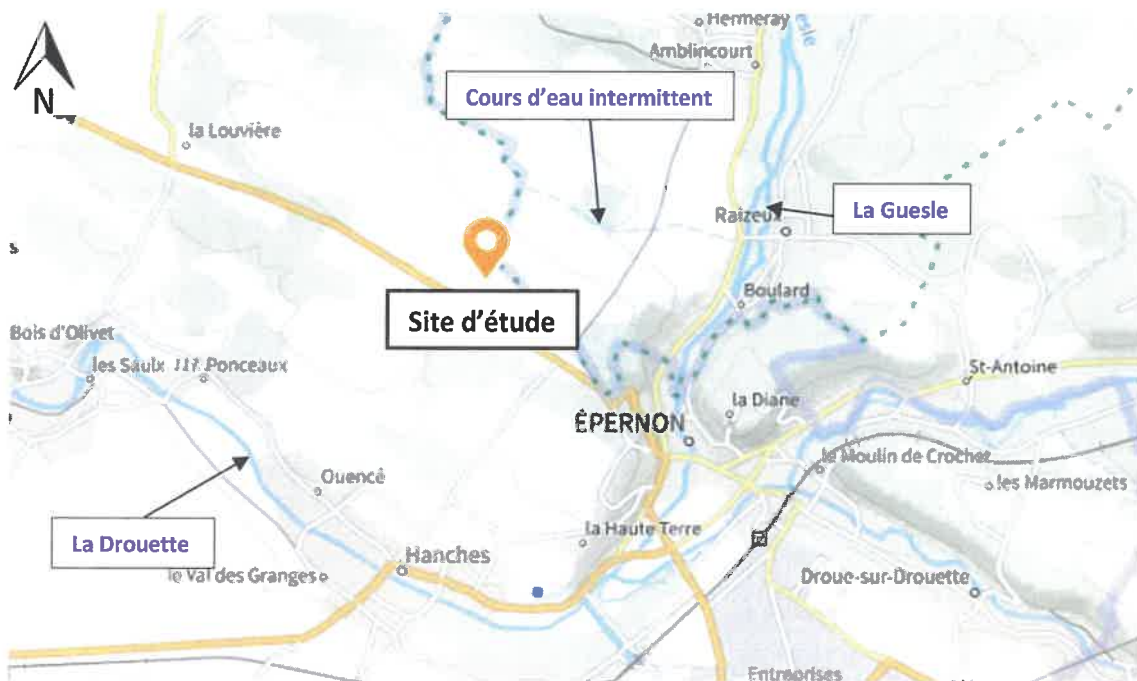 Hermeray
Amblincourt
N
Cours d'eau intermittent
la Louvière
La Guesle
Raizeux
s
Boulard
Site d'étude
Bois d'Olivet
les Saulx
Ponceaux
St-Antoine
la Diane
ÉPERNON
le Moulin de Crochet
les Marmouzets
Ouencé
la Haute Terre
La Drouette
Hanches
le Val des Granges
Droue-sur-Drouette
Entreprises